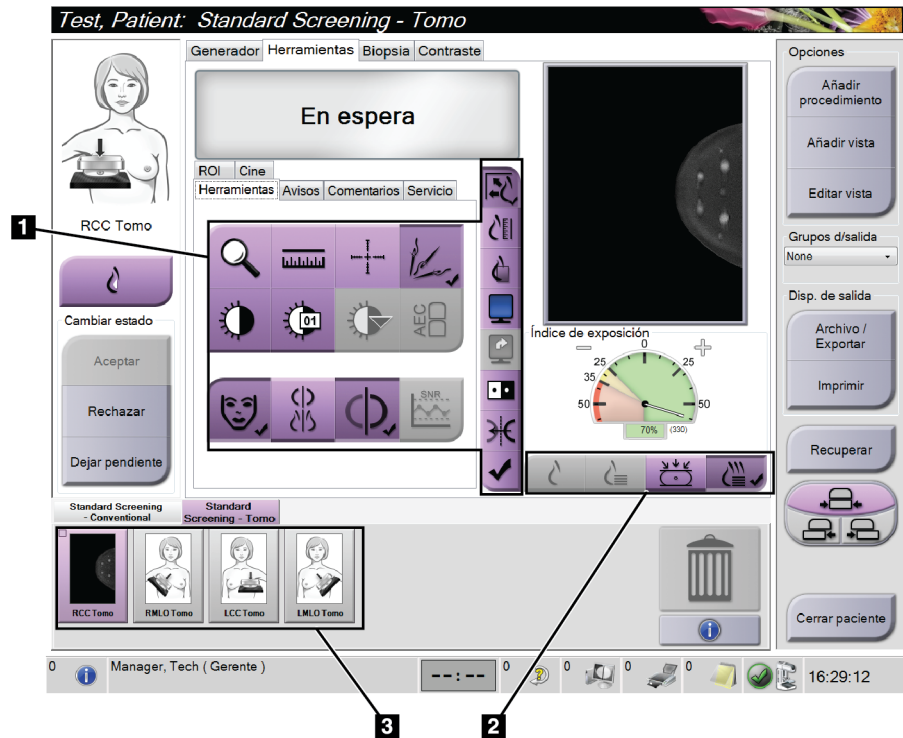 Test, Patient: Standard Screening - Tomo
Generador Herramientas Biopsia Contraste
Opciones
Añadir
procedimiento
Añadir vista
Editar vista
En espera
ROI Cine
Herramientas Avisos Comentarios Servicio
RCC Tomo
1
Grupos d/salida
None
01
AEC
SNR
Cambiar estado
Aceptar
Rechazar
Dejar pendiente
Disp. de salida
Archivo /
Exportar
Imprimir
Índice de exposición
0
25 25
35
50 50
70% (330)
Recuperar
Standard Screening
- Conventional
Standard
Screening - Tomo
RCC Tomo
RMLO Tomo
LCC Tomo
LMLO Tomo
Cerrar paciente
0 Manager, Tech ( Gerente ) --:-- 0 0 0 0 16:29:12
3 2